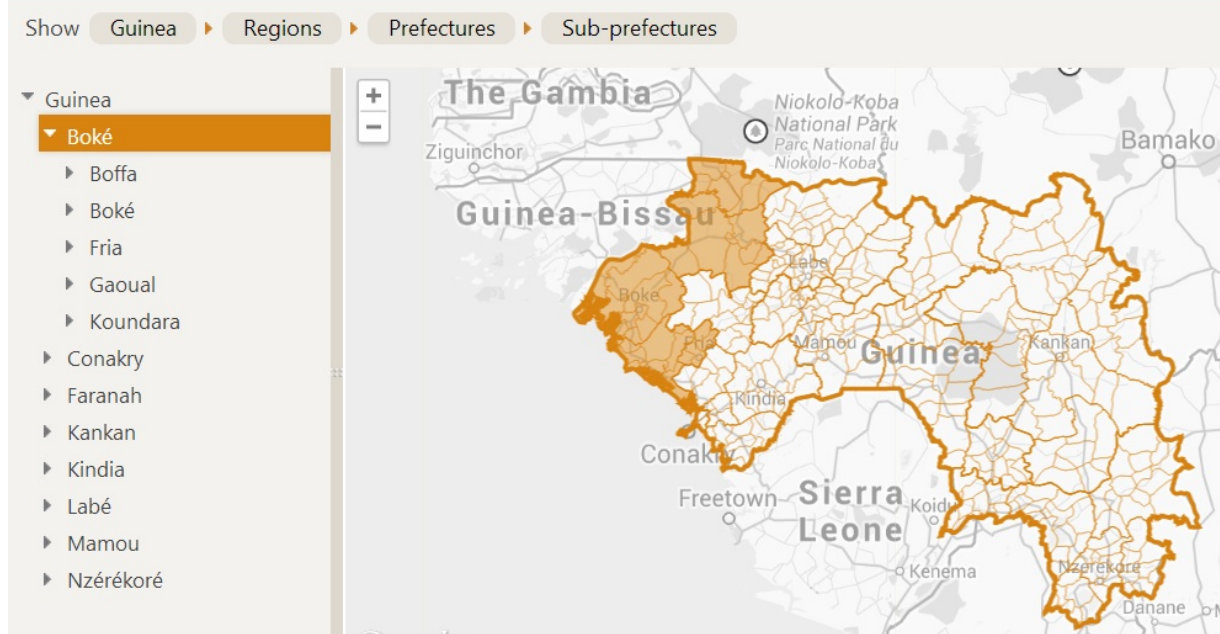 Show Guinea Regions Prefectures Sub-prefectures
Guinea
Boké
Boffa
Boké
Fria
Gaoual
Koundara
Conakry
Faranah
Kankan
Kindia
Labé
Mamou
Nzérékoré
+
−
The Gambia
Niokolo-Koba
National Park
Parc National du
Niokolo-Koba
Bamako
Ziguinchor
Guinea-Bissau
Labe
Boke
Fria
Mamou
Guinea
Kankan
Kindia
Conakry
Freetown
Sierra
Leone
Koidu
Kenema
Nzerekore
Danane